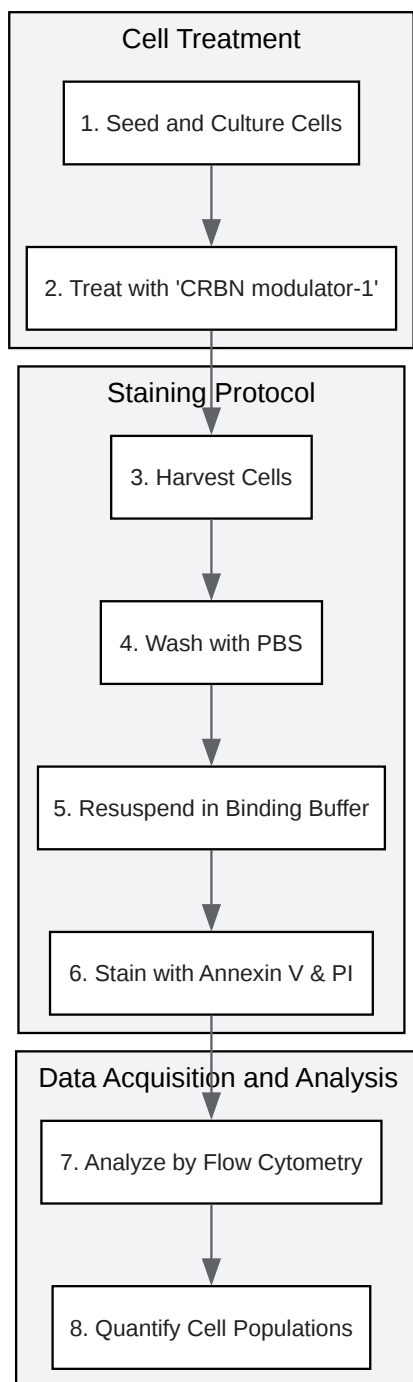 Cell Treatment
1. Seed and Culture Cells
2. Treat with 'CRBN modulator-1'
Staining Protocol
3. Harvest Cells
4. Wash with PBS
5. Resuspend in Binding Buffer
6. Stain with Annexin V & PI
Data Acquisition and Analysis
7. Analyze by Flow Cytometry
8. Quantify Cell Populations